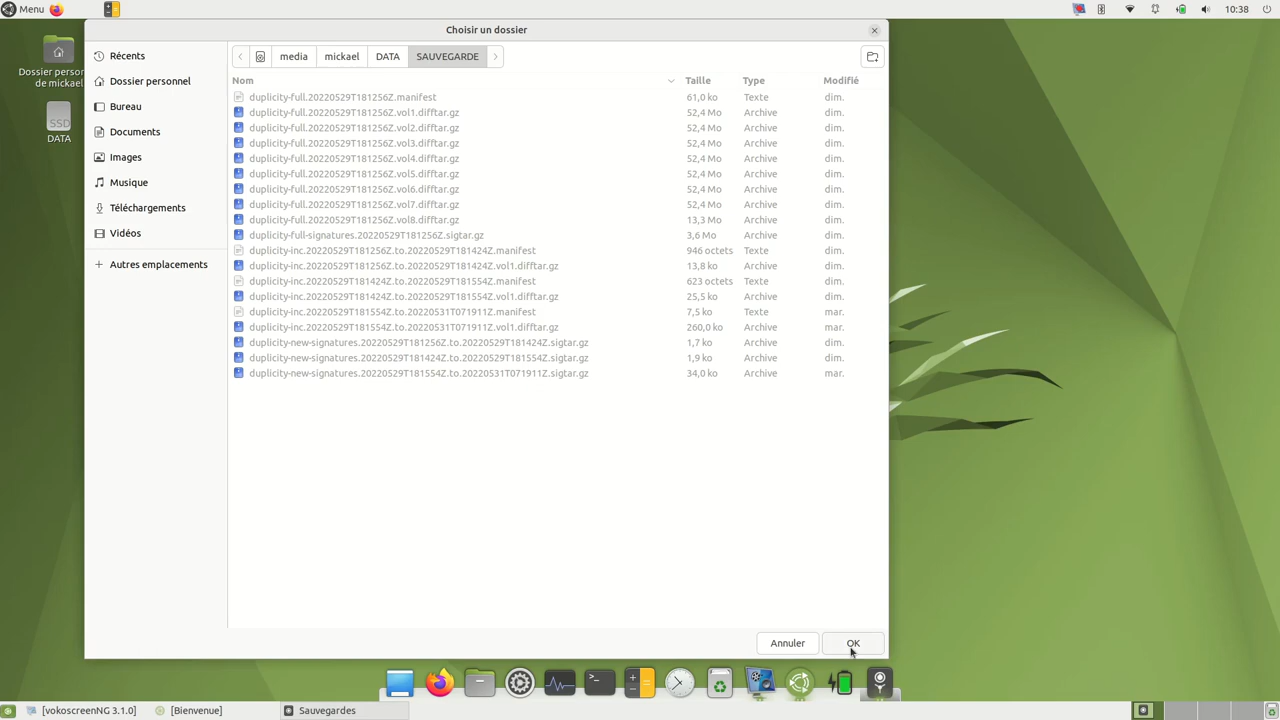 Menu 10:38
Choisir un dossier
Dossier person
de mickael
SSD
DATA
Récents
Dossier personnel
Bureau
Documents
Images
Musique
Téléchargements
Vidéos
Autres emplacements
media mickael DATA SAUVEGARDE
Nom Taille Type Modifié
duplicity-full.20220529T181256Z.manifest 61,0 ko Texte dim.
duplicity-full.20220529T181256Z.vol1.difftar.gz 52,4 Mo Archive dim.
duplicity-full.20220529T181256Z.vol2.difftar.gz 52,4 Mo Archive dim.
duplicity-full.20220529T181256Z.vol3.difftar.gz 52,4 Mo Archive dim.
duplicity-full.20220529T181256Z.vol4.difftar.gz 52,4 Mo Archive dim.
duplicity-full.20220529T181256Z.vol5.difftar.gz 52,4 Mo Archive dim.
duplicity-full.20220529T181256Z.vol6.difftar.gz 52,4 Mo Archive dim.
duplicity-full.20220529T181256Z.vol7.difftar.gz 52,4 Mo Archive dim.
duplicity-full.20220529T181256Z.vol8.difftar.gz 13,3 Mo Archive dim.
duplicity-full-signatures.20220529T181256Z.sigtar.gz 3,6 Mo Archive dim.
duplicity-inc.20220529T181256Z.to.20220529T181424Z.manifest 946 octets Texte dim.
duplicity-inc.20220529T181256Z.to.20220529T181424Z.vol1.difftar.gz 13,8 ko Archive dim.
duplicity-inc.20220529T181424Z.to.20220529T181554Z.manifest 623 octets Texte dim.
duplicity-inc.20220529T181424Z.to.20220529T181554Z.vol1.difftar.gz 25,5 ko Archive dim.
duplicity-inc.20220529T181554Z.to.20220531T071911Z.manifest 7,5 ko Texte mar.
duplicity-inc.20220529T181554Z.to.20220531T071911Z.vol1.difftar.gz 260,0 ko Archive mar.
duplicity-new-signatures.20220529T181256Z.to.20220529T181424Z.sigtar.gz 1,7 ko Archive dim.
duplicity-new-signatures.20220529T181424Z.to.20220529T181554Z.sigtar.gz 1,9 ko Archive dim.
duplicity-new-signatures.20220529T181554Z.to.20220531T071911Z.sigtar.gz 34,0 ko Archive mar.
Annuler OK
[vokoscreenNG 3.1.0] [Bienvenue] Sauvegardes